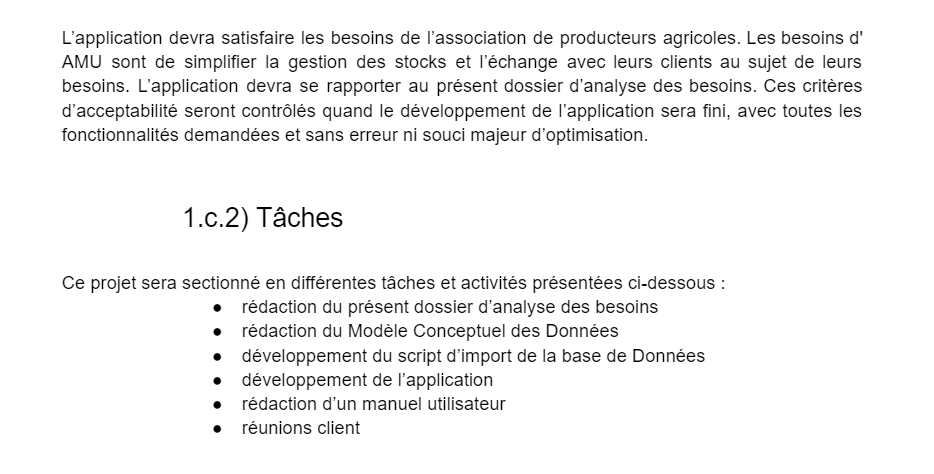 L’application devra satisfaire les besoins de l’association de producteurs agricoles. Les besoins d'
AMU sont de simplifier la gestion des stocks et l’échange avec leurs clients au sujet de leurs
besoins. L’application devra se rapporter au présent dossier d’analyse des besoins. Ces critères
d’acceptabilité seront contrôlés quand le développement de l’application sera fini, avec toutes les
fonctionnalités demandées et sans erreur ni souci majeur d’optimisation.
1.c.2) Tâches
Ce projet sera sectionné en différentes tâches et activités présentées ci-dessous :
● rédaction du présent dossier d’analyse des besoins
● rédaction du Modèle Conceptuel des Données
● développement du script d’import de la base de Données
● développement de l’application
● rédaction d’un manuel utilisateur
● réunions client